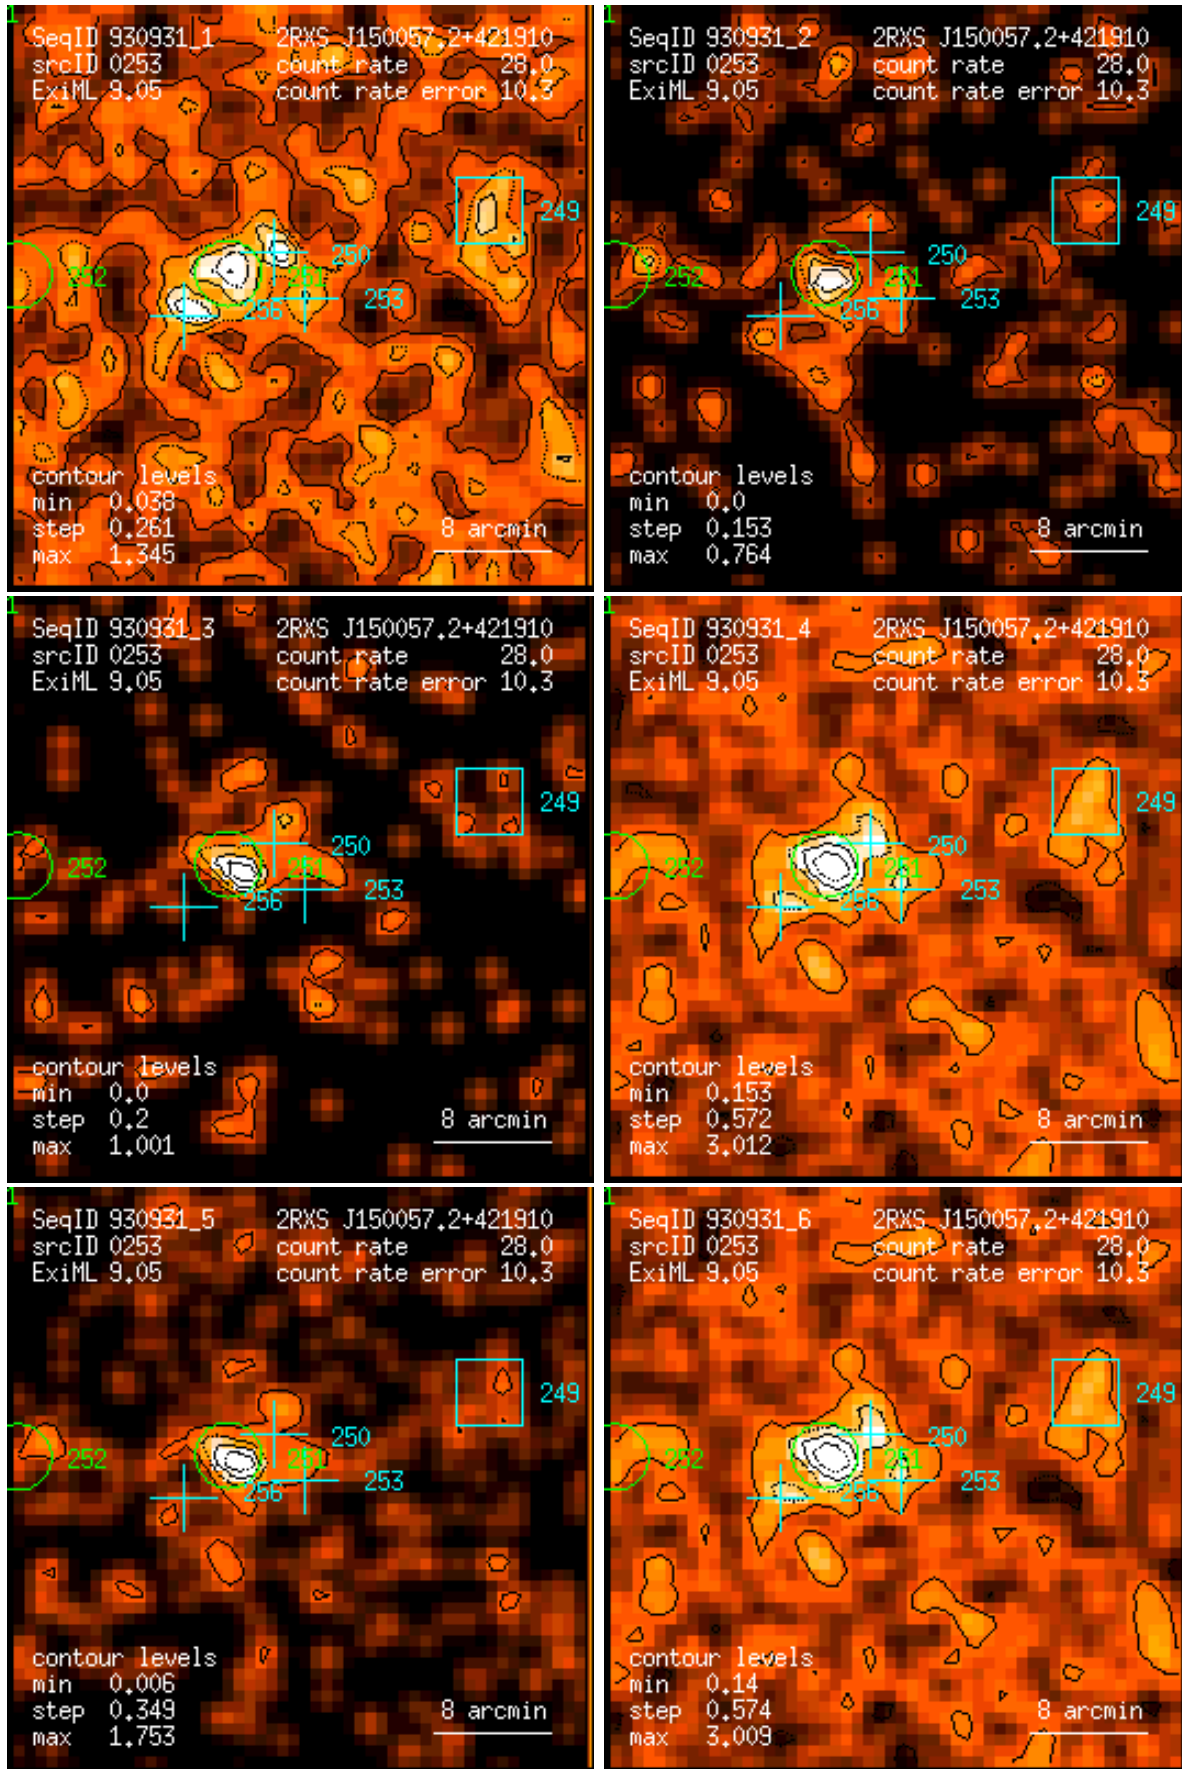 1
SeqID 930931_1 2RXS J150057.2+421910
srcID 0253 count rate 28.0
ExiML 9.05 count rate error 10.3
249
250
252 251
253
256
contour levels
min 0.038
step 0.261 8 arcmin
max 1.345
1
SeqID 930931_2 2RXS J150057.2+421910
srcID 0253 count rate 28.0
ExiML 9.05 count rate error 10.3
249
250
252 251
253
256
contour levels
min 0.0
step 0.153 8 arcmin
max 0.764
1
SeqID 930931_3 2RXS J150057.2+421910
srcID 0253 count rate 28.0
ExiML 9.05 count rate error 10.3
249
250
252 251
253
256
contour levels
min 0.0
step 0.2 8 arcmin
max 1.001
1
SeqID 930931_4 2RXS J150057.2+421910
srcID 0253 count rate 28.0
ExiML 9.05 count rate error 10.3
249
250
252 251
253
256
contour levels
min 0.153
step 0.572 8 arcmin
max 3.012
1
SeqID 930931_5 2RXS J150057.2+421910
srcID 0253 count rate 28.0
ExiML 9.05 count rate error 10.3
249
250
252 251
253
256
contour levels
min 0.006
step 0.349 8 arcmin
max 1.753
1
SeqID 930931_6 2RXS J150057.2+421910
srcID 0253 count rate 28.0
ExiML 9.05 count rate error 10.3
249
250
252 251
253
256
contour levels
min 0.14
step 0.574 8 arcmin
max 3.009